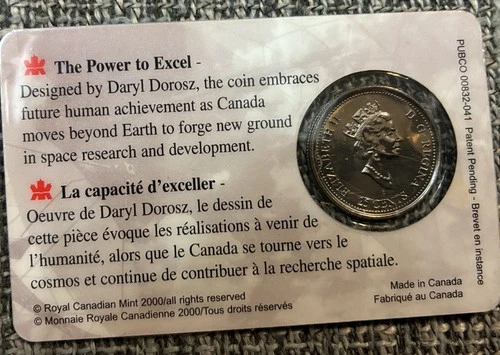 The Power to Excel -
Designed by Daryl Dorosz, the coin embraces
future human achievement as Canada
moves beyond Earth to forge new ground
in space research and development.
La capacité d'exceller -
Oeuvre de Daryl Dorosz, le dessin de
cette pièce évoque les réalisations à venir de
l'humanité, alors que le Canada se tourne vers le
cosmos et continue de contribuer à la recherche spatiale.
© Royal Canadian Mint 2000/all rights reserved
© Monnaie Royale Canadienne 2000/Tous droits réservés
Made in Canada
Fabriqué au Canada
ELIZABETH II D·G·REGINA
25 CENTS
PUBCO 00832-041 Patent Pending - Brevet en instance